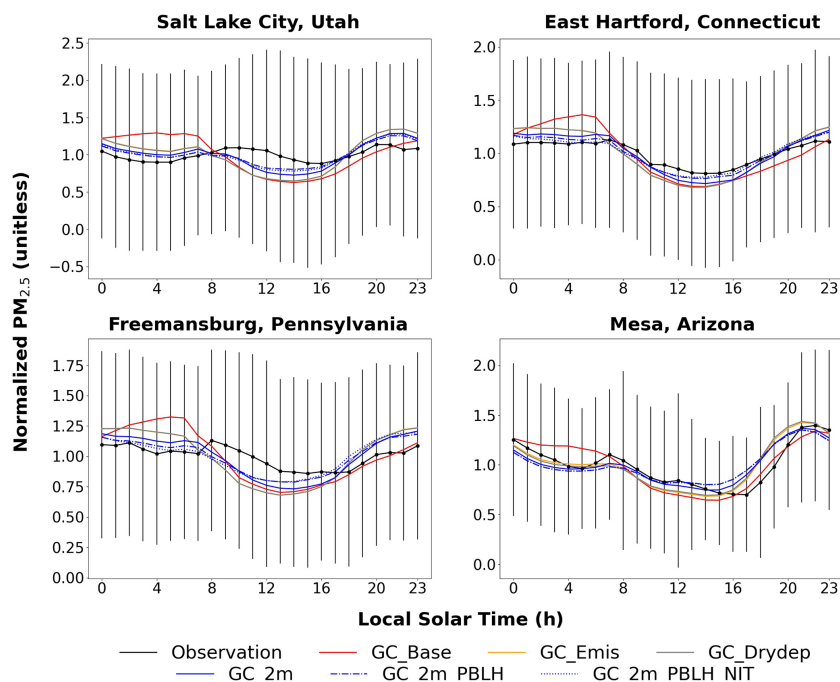 Salt Lake City, Utah
2.5
2.0
1.5
1.0
0.5
0.0
−0.5
0 4 8 12 16 20 23
East Hartford, Connecticut
2.0
1.5
1.0
0.5
0.0
0 4 8 12 16 20 23
Normalized PM2.5 (unitless)
Freemansburg, Pennsylvania
1.75
1.50
1.25
1.00
0.75
0.50
0.25
0.00
0 4 8 12 16 20 23
Mesa, Arizona
2.0
1.5
1.0
0.5
0.0
0 4 8 12 16 20 23
Local Solar Time (h)
Observation GC_Base GC_Emis GC_Drydep
GC_2m GC_2m_PBLH GC_2m_PBLH_NIT